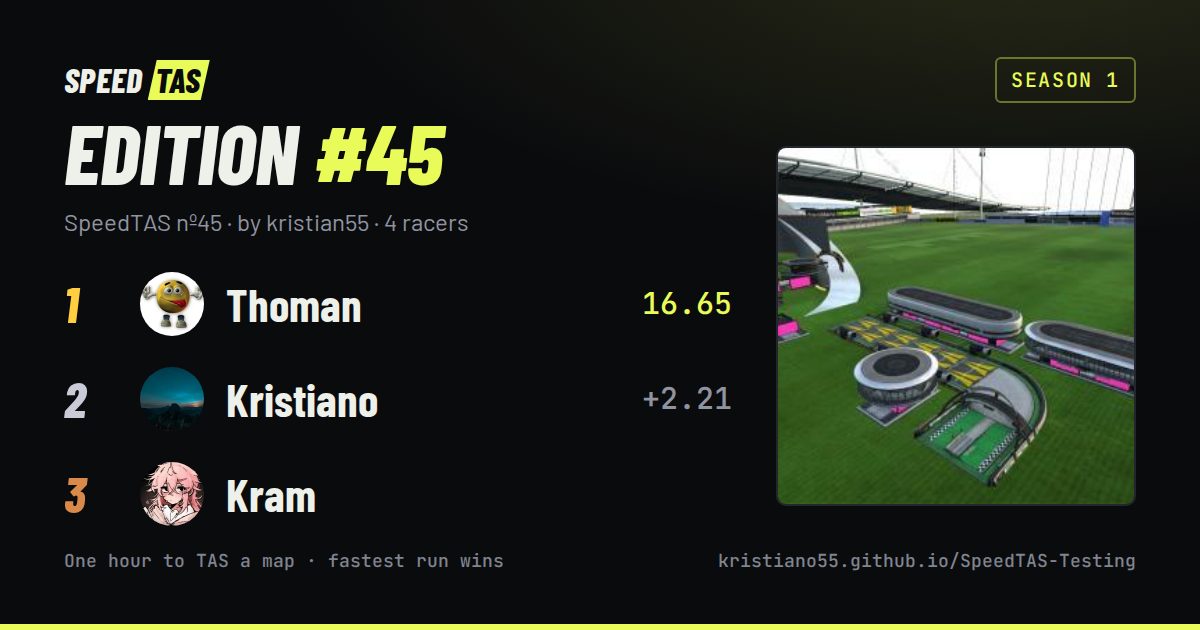 SPEED TAS
SEASON 1
EDITION #45
SpeedTAS nº45 · by kristian55 · 4 racers
1 Thoman 16.65
2 Kristiano +2.21
3 Kram
One hour to TAS a map · fastest run wins
kristiano55.github.io/SpeedTAS-Testing